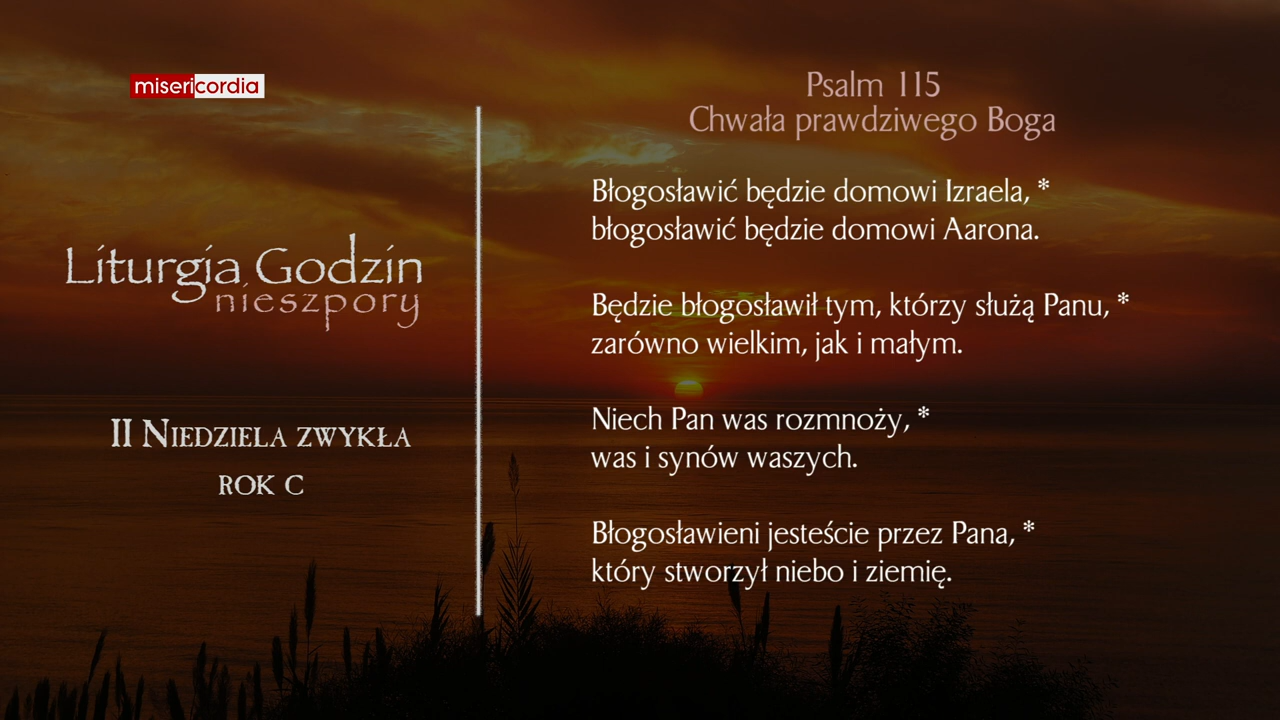 misericordia
Liturgia Godzin
nieszpory
II Niedziela zwykła
rok C
Psalm 115
Chwała prawdziwego Boga
Błogosławić będzie domowi Izraela, *
błogosławić będzie domowi Aarona.
Będzie błogosławił tym, którzy służą Panu, *
zarówno wielkim, jak i małym.
Niech Pan was rozmnoży, *
was i synów waszych.
Błogosławieni jesteście przez Pana, *
który stworzył niebo i ziemię.